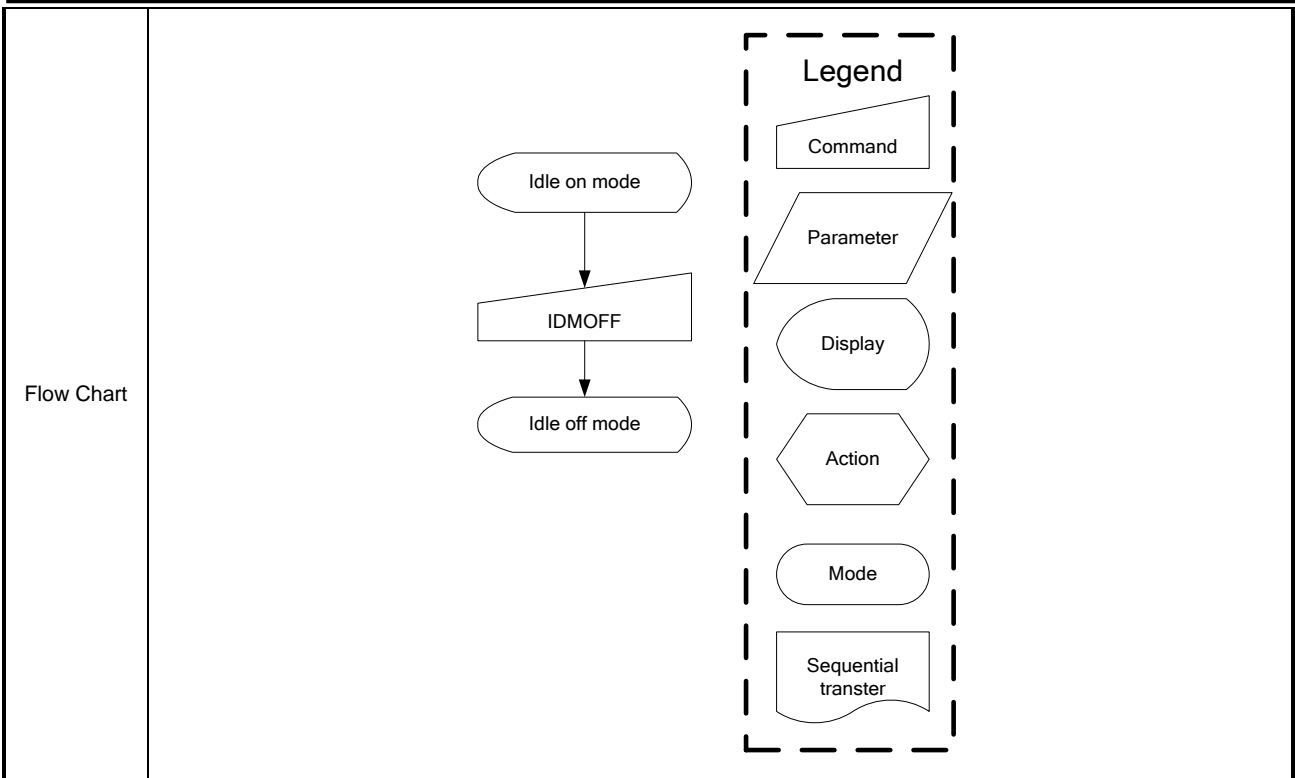 Flow Chart
Idle on mode
IDMOFF
Idle off mode
Legend
Command
Parameter
Display
Action
Mode
Sequential
transter